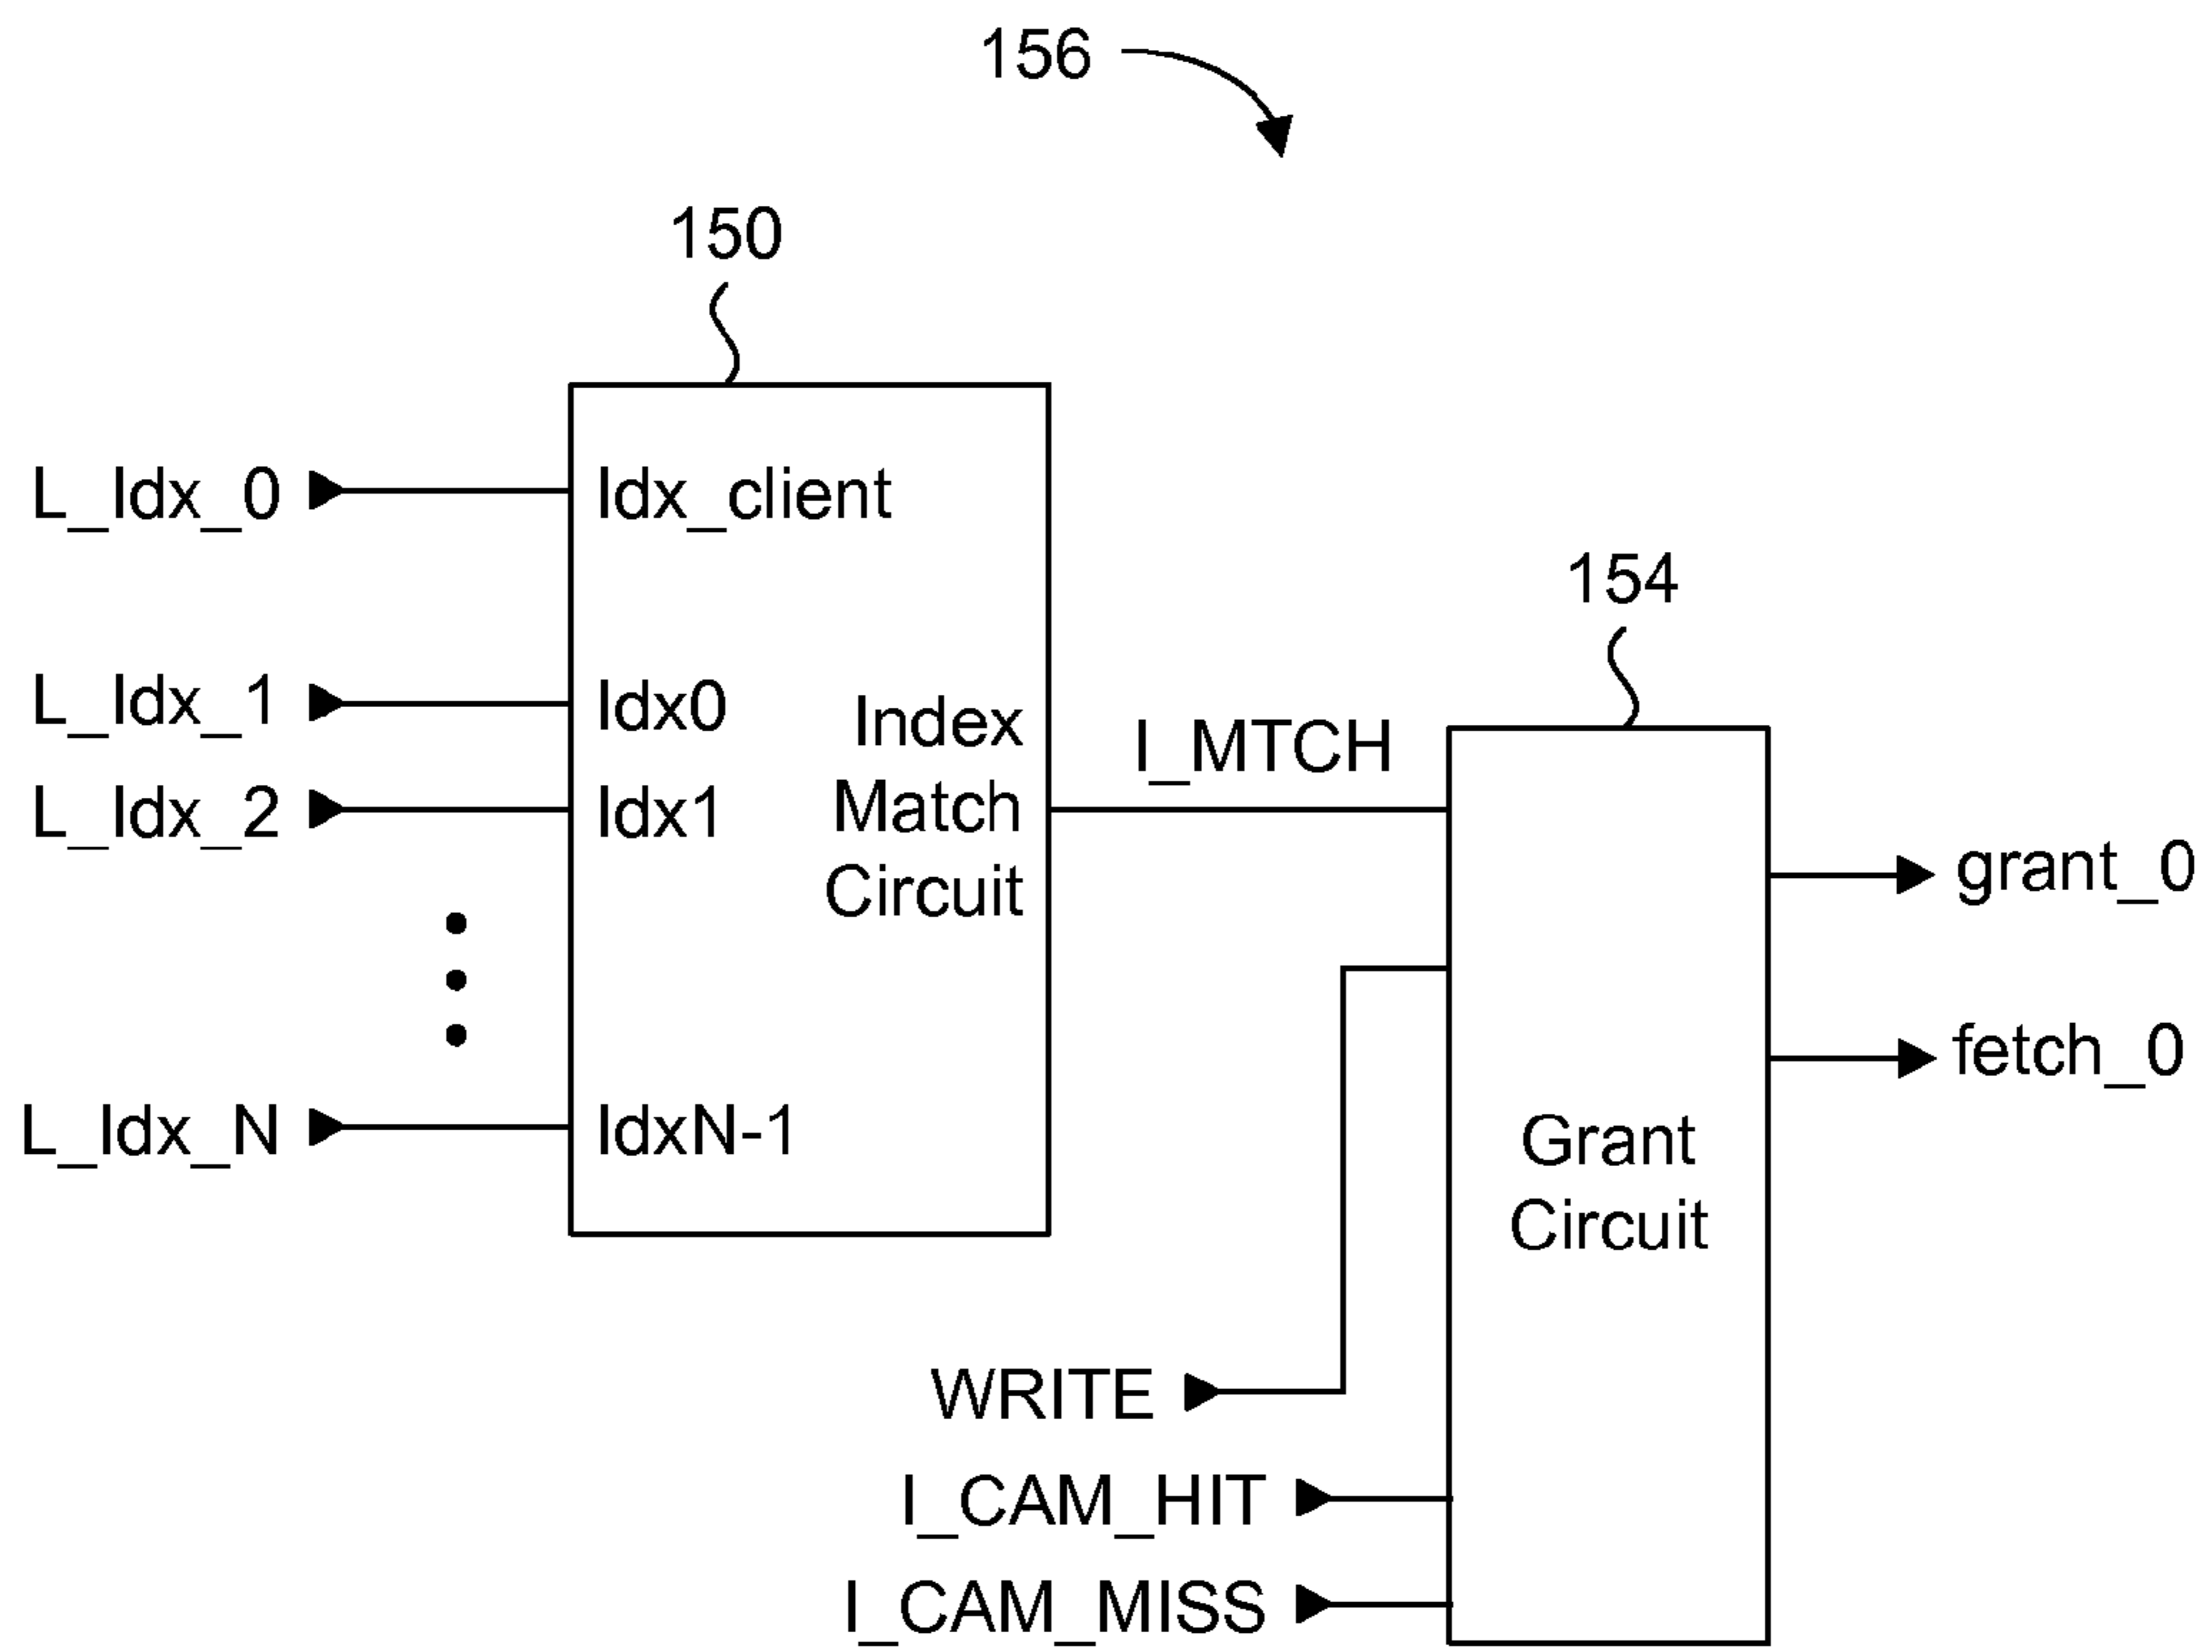 156
150
L_Idx_0
Idx_client
154
L_Idx_1
Idx0
Index
Match
Circuit
I_MTCH
L_Idx_2
Idx1
grant_0
fetch_0
L_Idx_N
IdxN-1
Grant
Circuit
WRITE
I_CAM_HIT
I_CAM_MISS